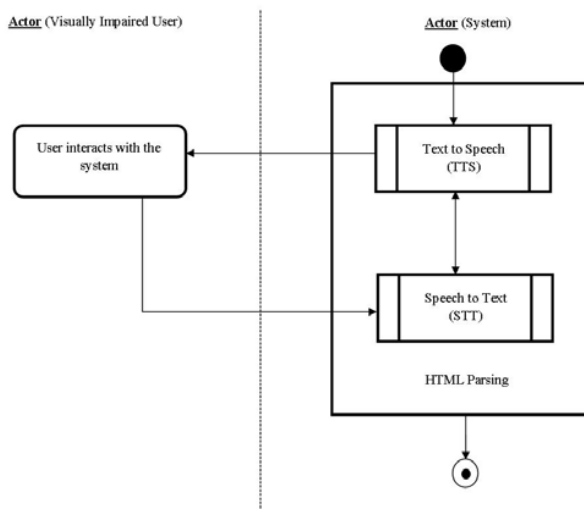 Actor (Visually Impaired User)
Actor (System)
User interacts with the
system
Text to Speech
(TTS)
Speech to Text
(STT)
HTML Parsing